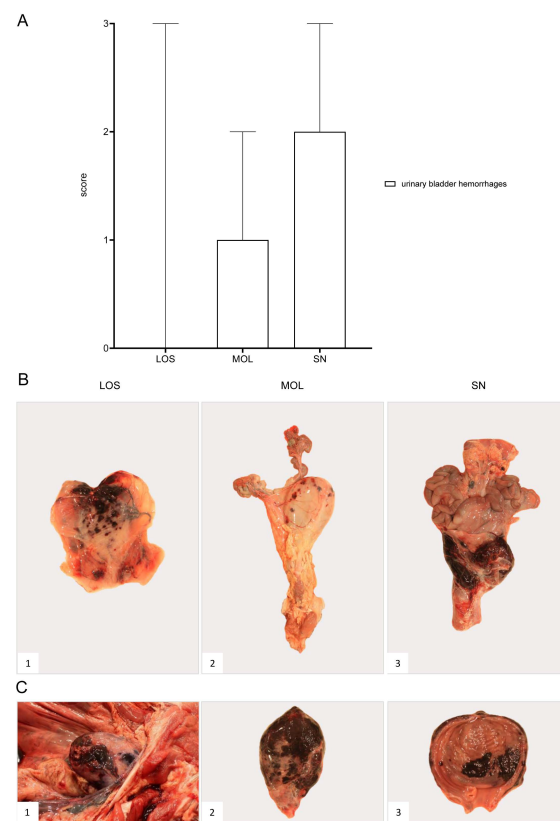 A
3
2
1
0
score
LOS MOL SN
urinary bladder hemorrhages
B
LOS MOL SN
1 2 3
C
1 2 3